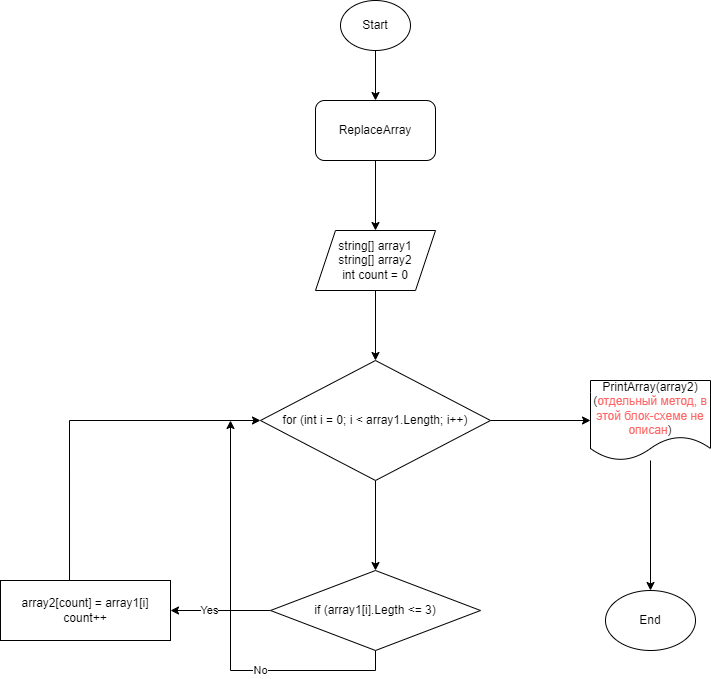 Start
ReplaceArray
string[] array1
string[] array2
int count = 0
for (int i = 0; i < array1.Length; i++)
PrintArray(array2)
(отдельный метод, в
этой блок-схеме не
описан)
array2[count] = array1[i]
count++
Yes
if (array1[i].Legth <= 3)
End
No